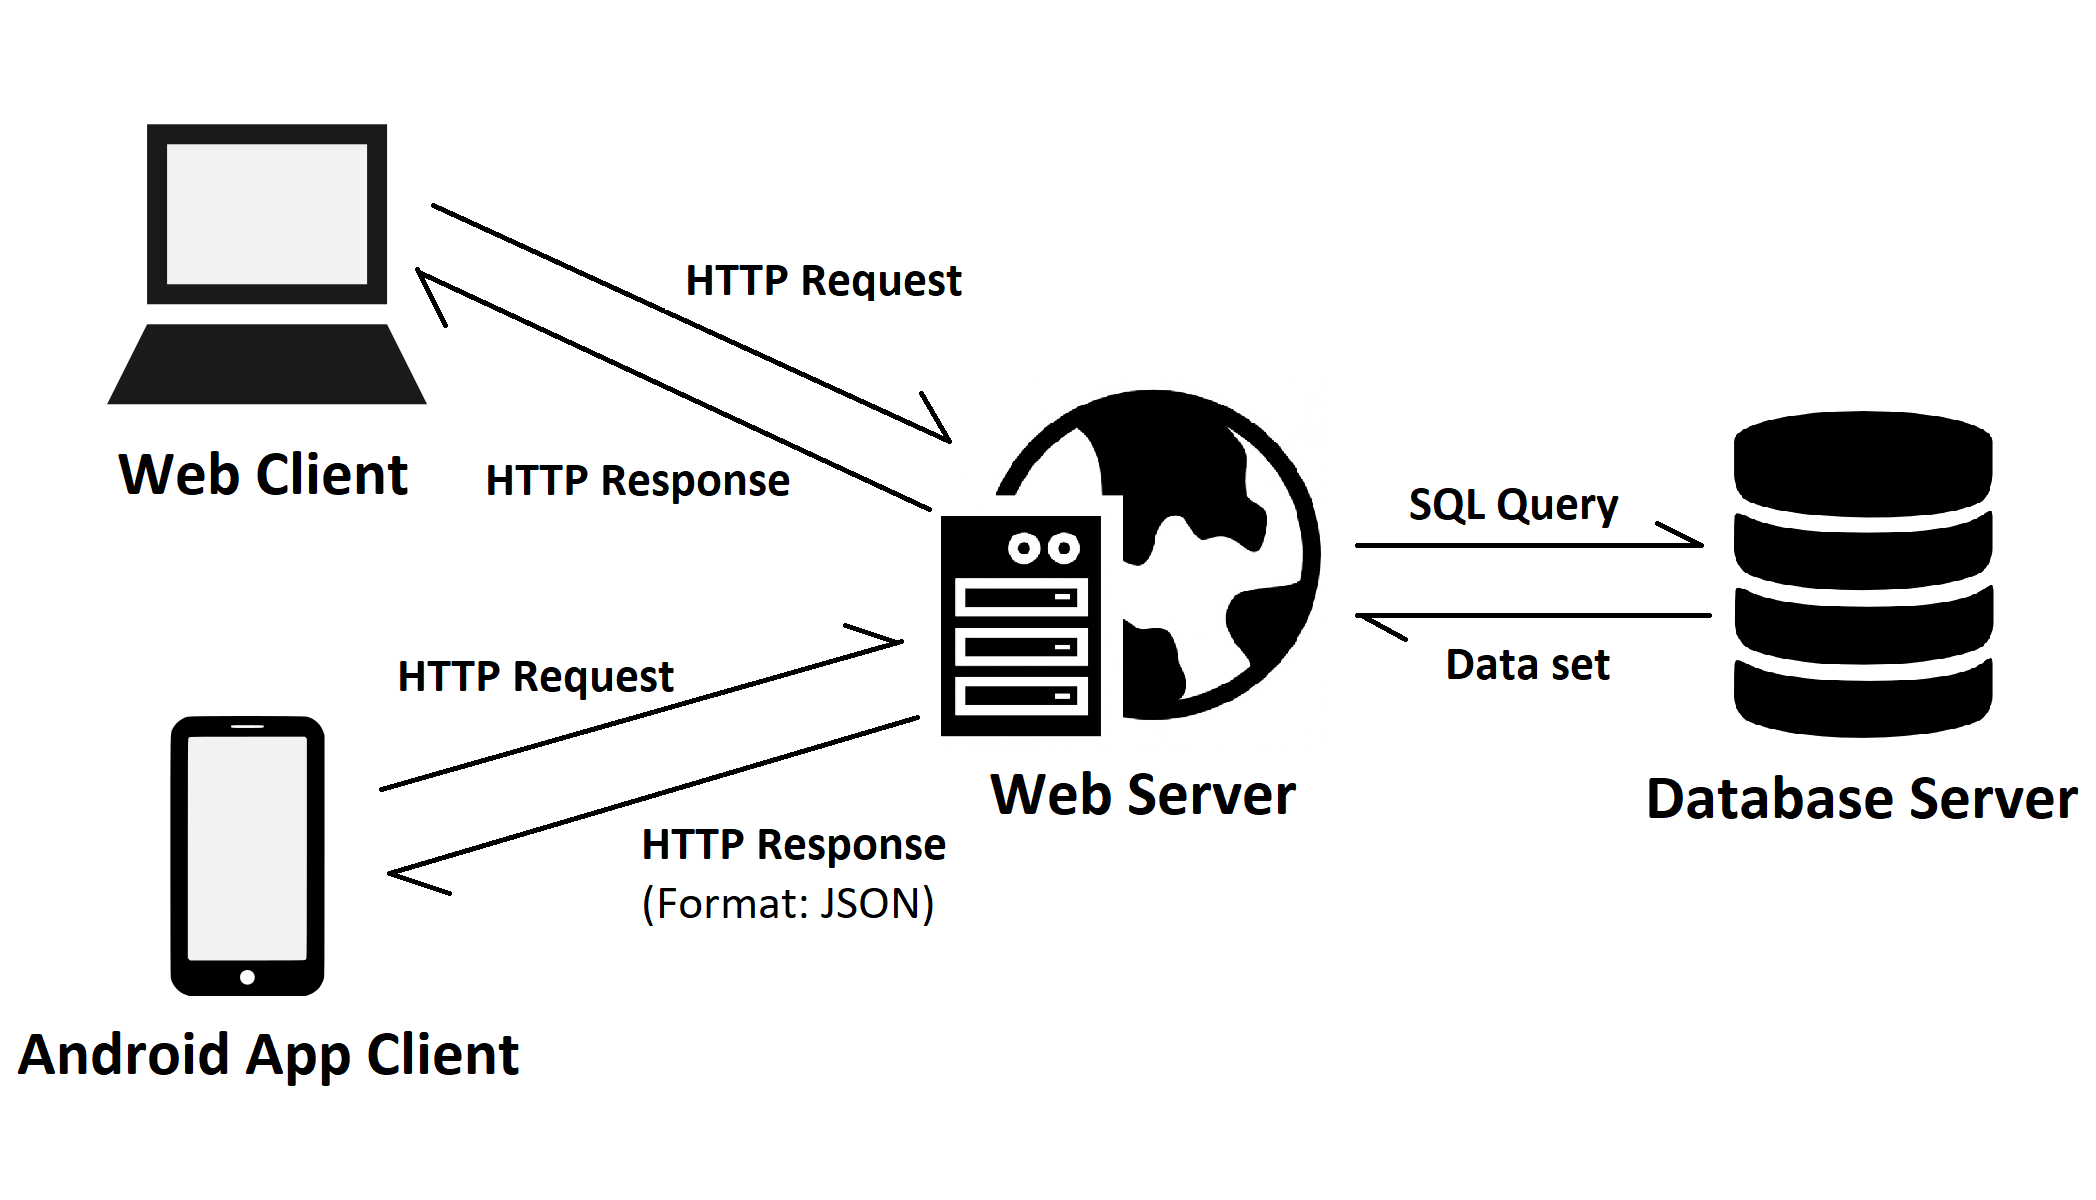 HTTP Request
Web Client
HTTP Response
SQL Query
Data set
HTTP Request
Web Server
Database Server
HTTP Response
(Format: JSON)
Android App Client